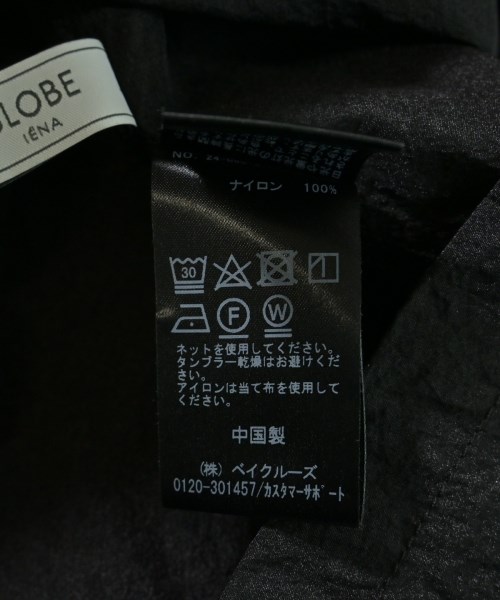 LOBE
IÉNA
NO.
ナイロン 100%
30
F W
ネットを使用してください。
タンブラー乾燥はお避けくだ
さい。
アイロンは当て布を使用してく
ださい。
中国製
(株) ベイクルーズ
0120-301457/カスタマーサポート